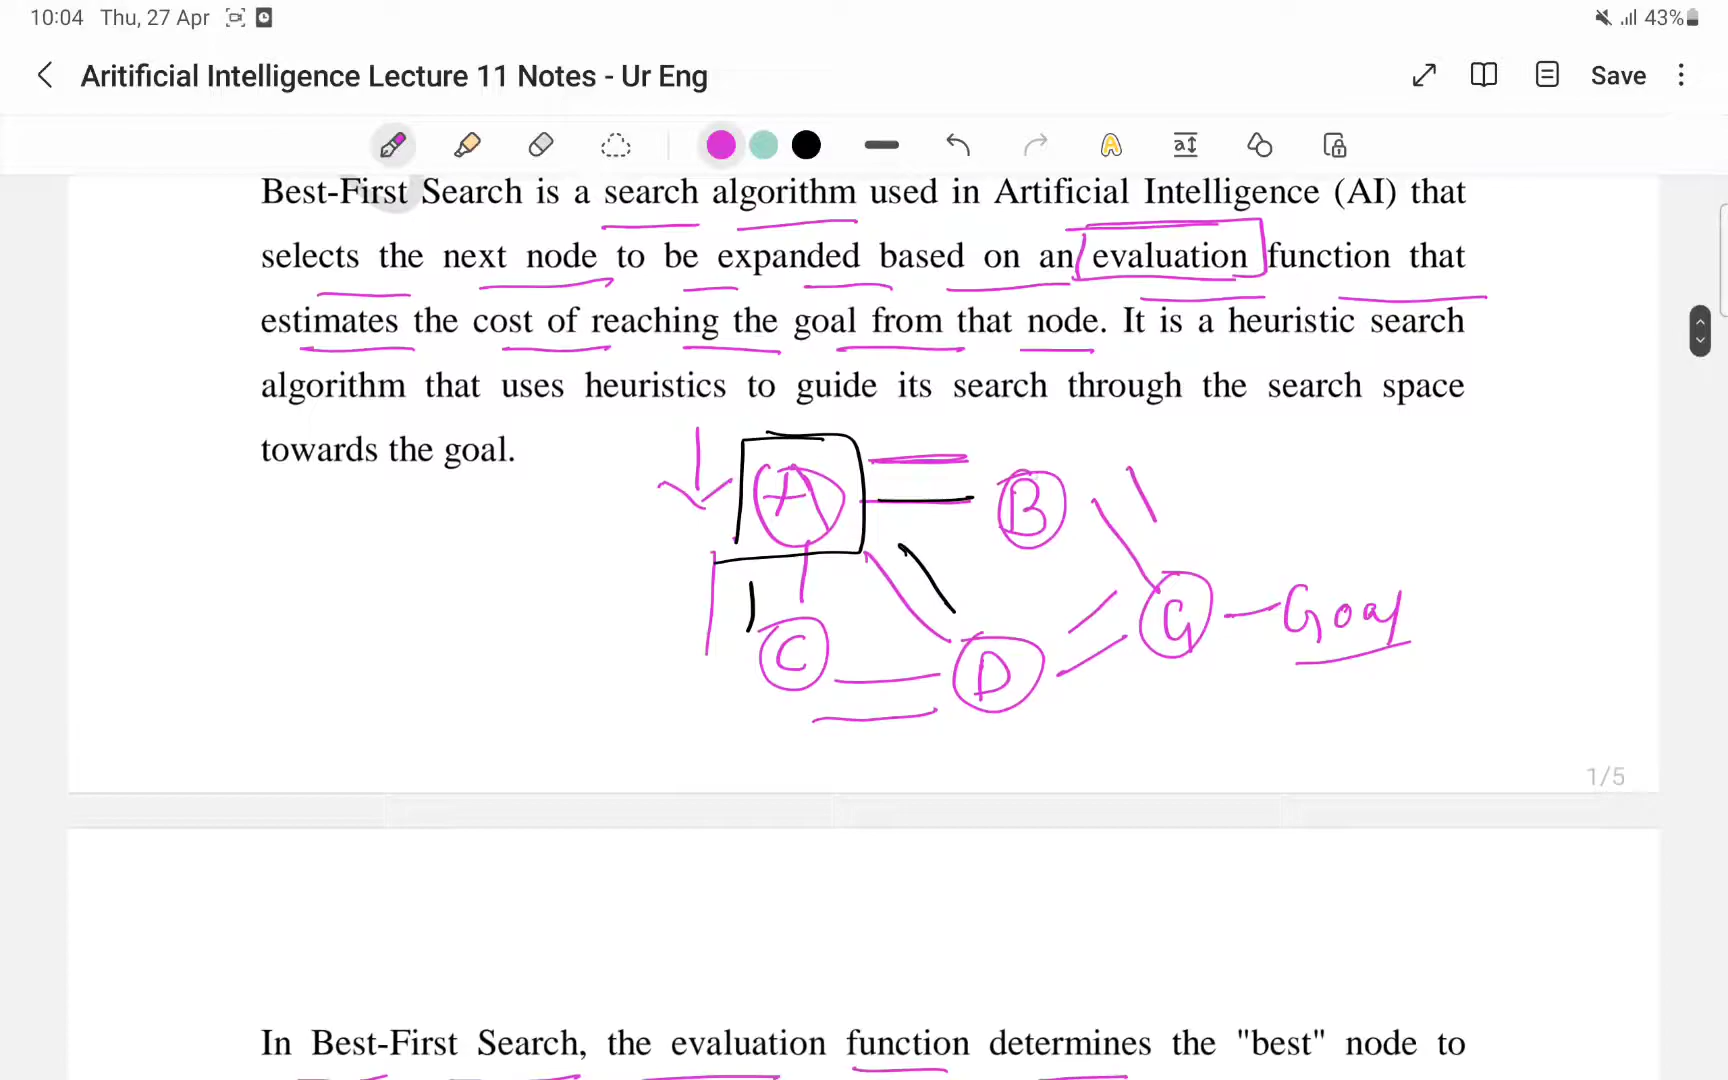 10:04 Thu, 27 Apr 43%
Aritificial Intelligence Lecture 11 Notes - Ur Eng Save
Best-First Search is a search algorithm used in Artificial Intelligence (AI) that
selects the next node to be expanded based on an evaluation function that
estimates the cost of reaching the goal from that node. It is a heuristic search
algorithm that uses heuristics to guide its search through the search space
towards the goal.
A B
G - Goal
C D
1/5
In Best-First Search, the evaluation function determines the "best" node to